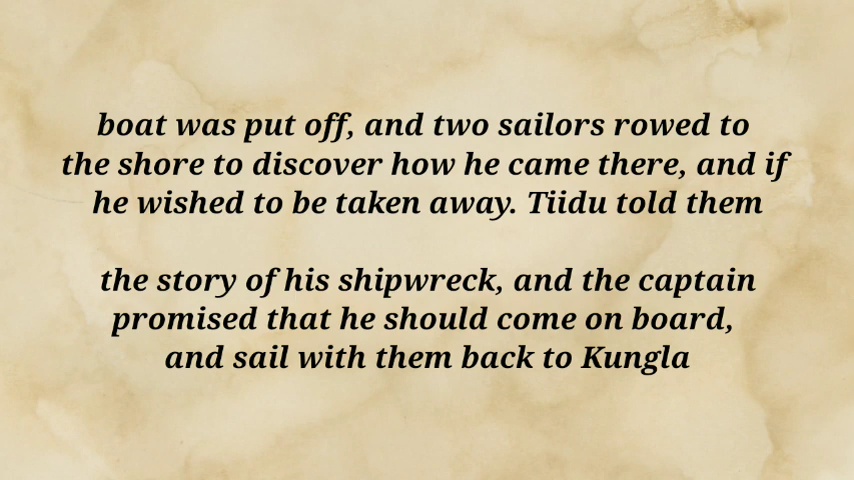 boat was put off, and two sailors rowed to
the shore to discover how he came there, and if
he wished to be taken away. Tiidu told them
the story of his shipwreck, and the captain
promised that he should come on board,
and sail with them back to Kungla